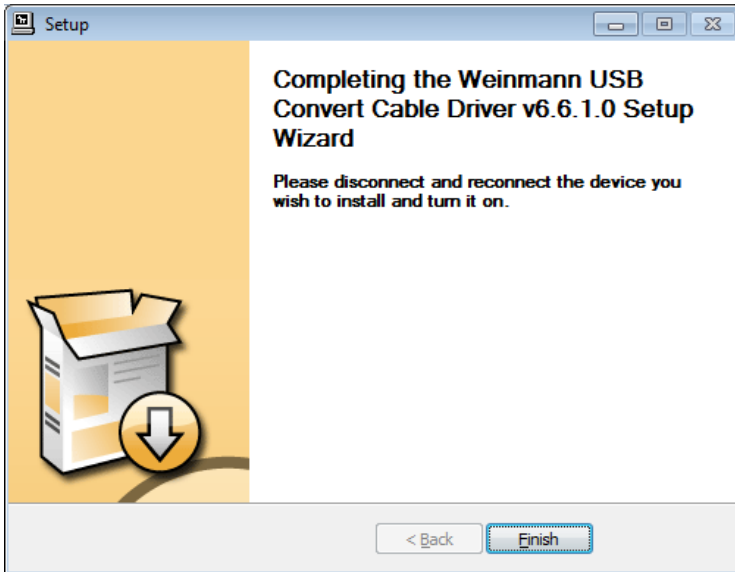 Setup
Completing the Weinmann USB
Convert Cable Driver v6.6.1.0 Setup
Wizard
Please disconnect and reconnect the device you
wish to install and turn it on.
< Back
Finish